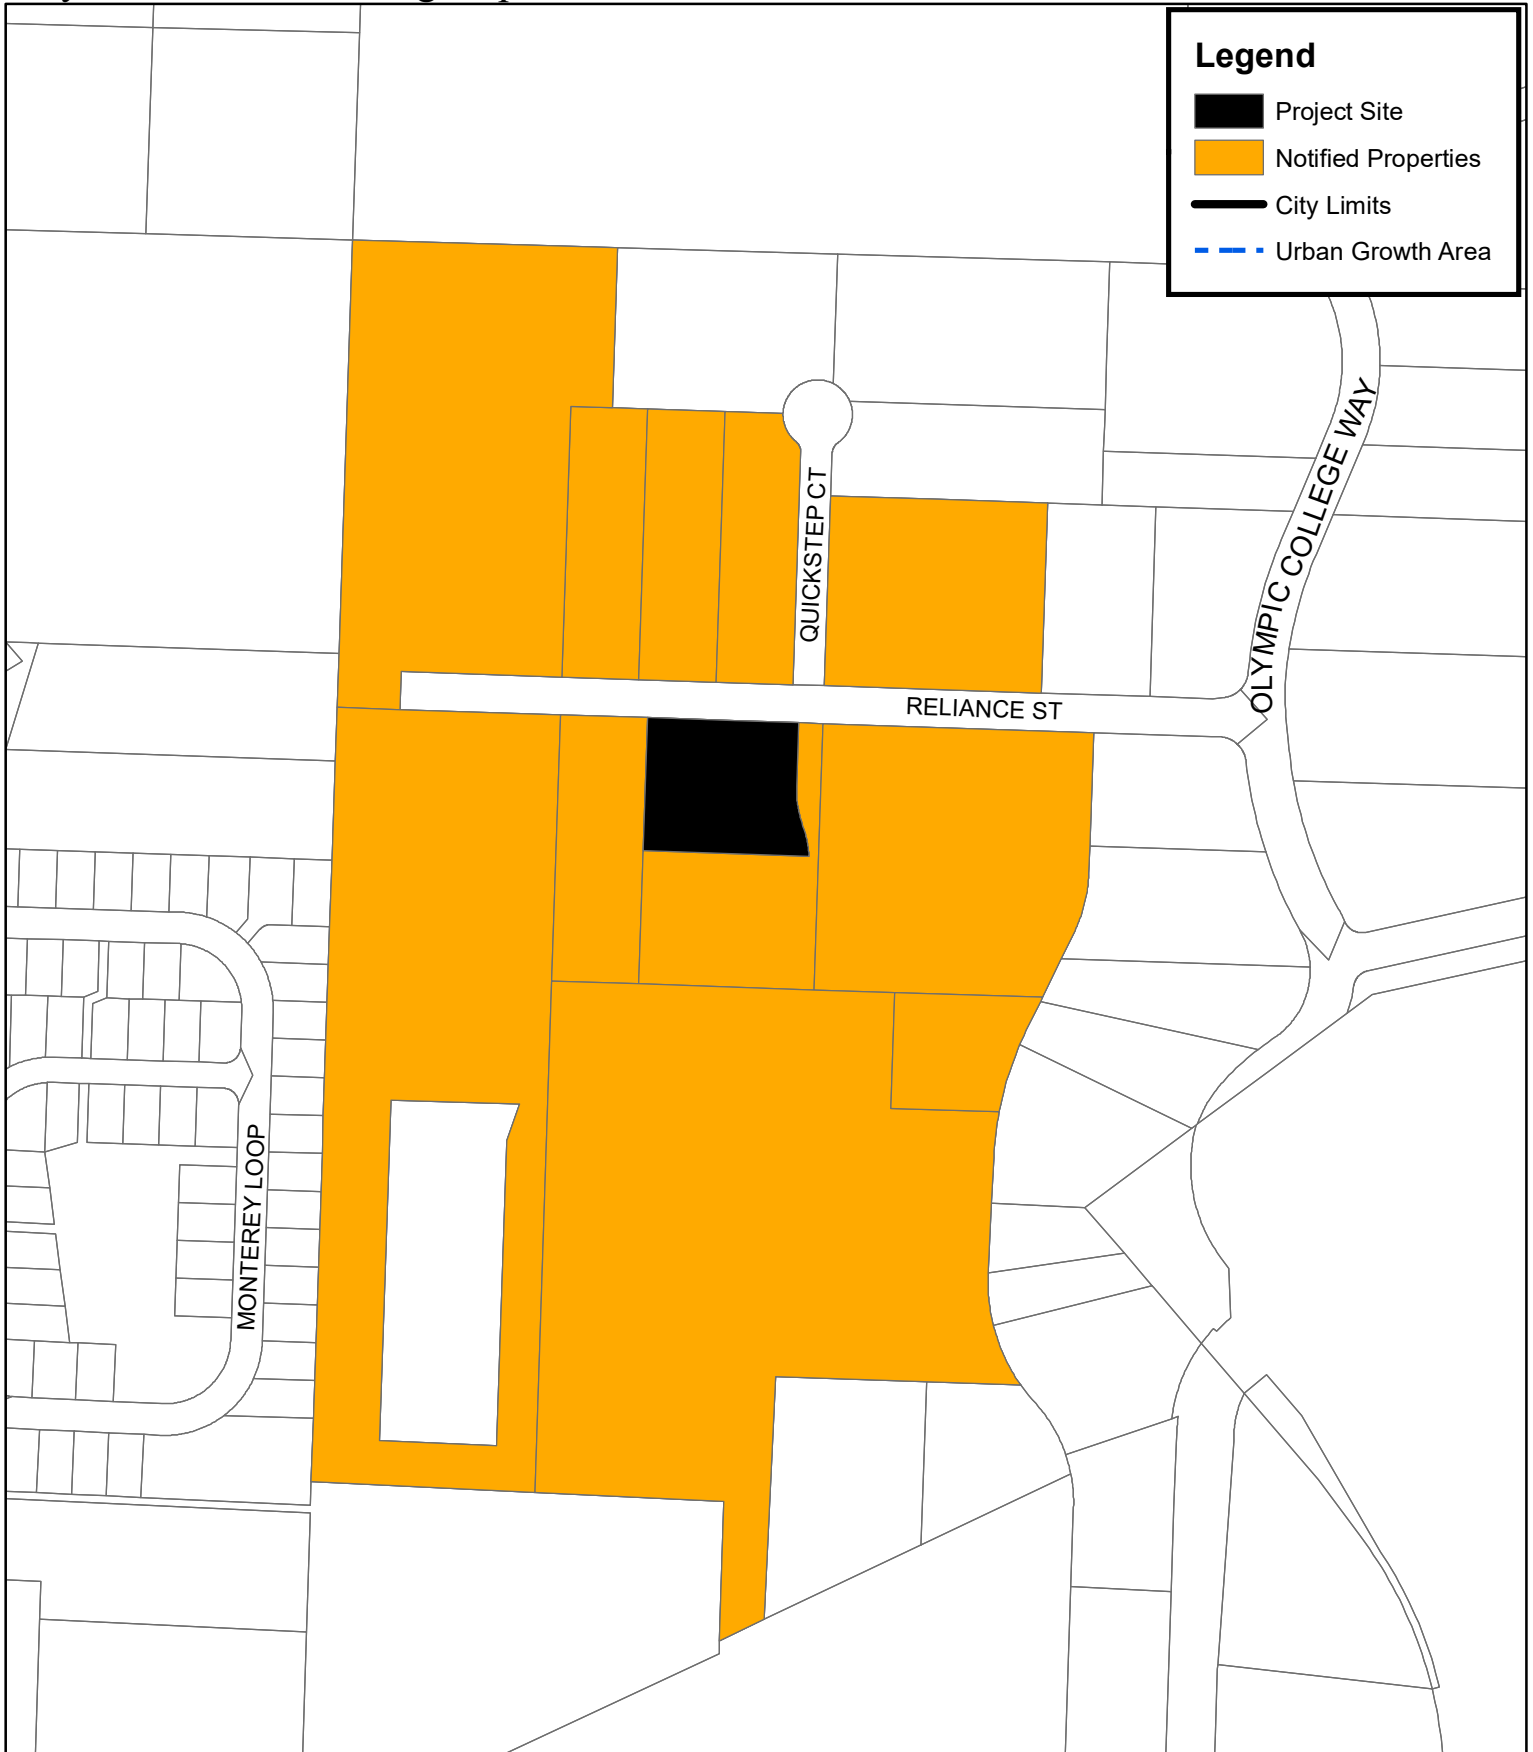 Legend
Project Site
Notified Properties
City Limits
Urban Growth Area
OLYMPIC COLLEGE WAY
QUICKSTEP CT
RELIANCE ST
MONTEREY LOOP